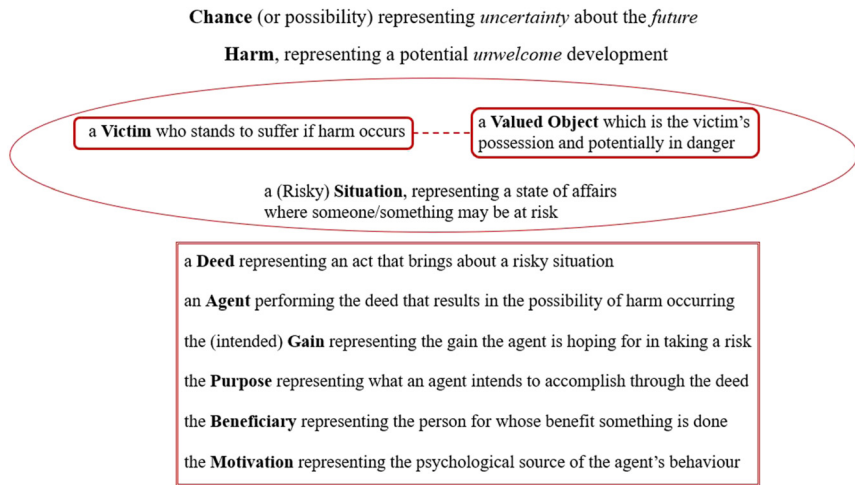 Chance (or possibility) representing uncertainty about the future
Harm, representing a potential unwelcome development
a Victim who stands to suffer if harm occurs
a Valued Object which is the victim's
possession and potentially in danger
a (Risky) Situation, representing a state of affairs
where someone/something may be at risk
a Deed representing an act that brings about a risky situation
an Agent performing the deed that results in the possibility of harm occurring
the (intended) Gain representing the gain the agent is hoping for in taking a risk
the Purpose representing what an agent intends to accomplish through the deed
the Beneficiary representing the person for whose benefit something is done
the Motivation representing the psychological source of the agent's behaviour